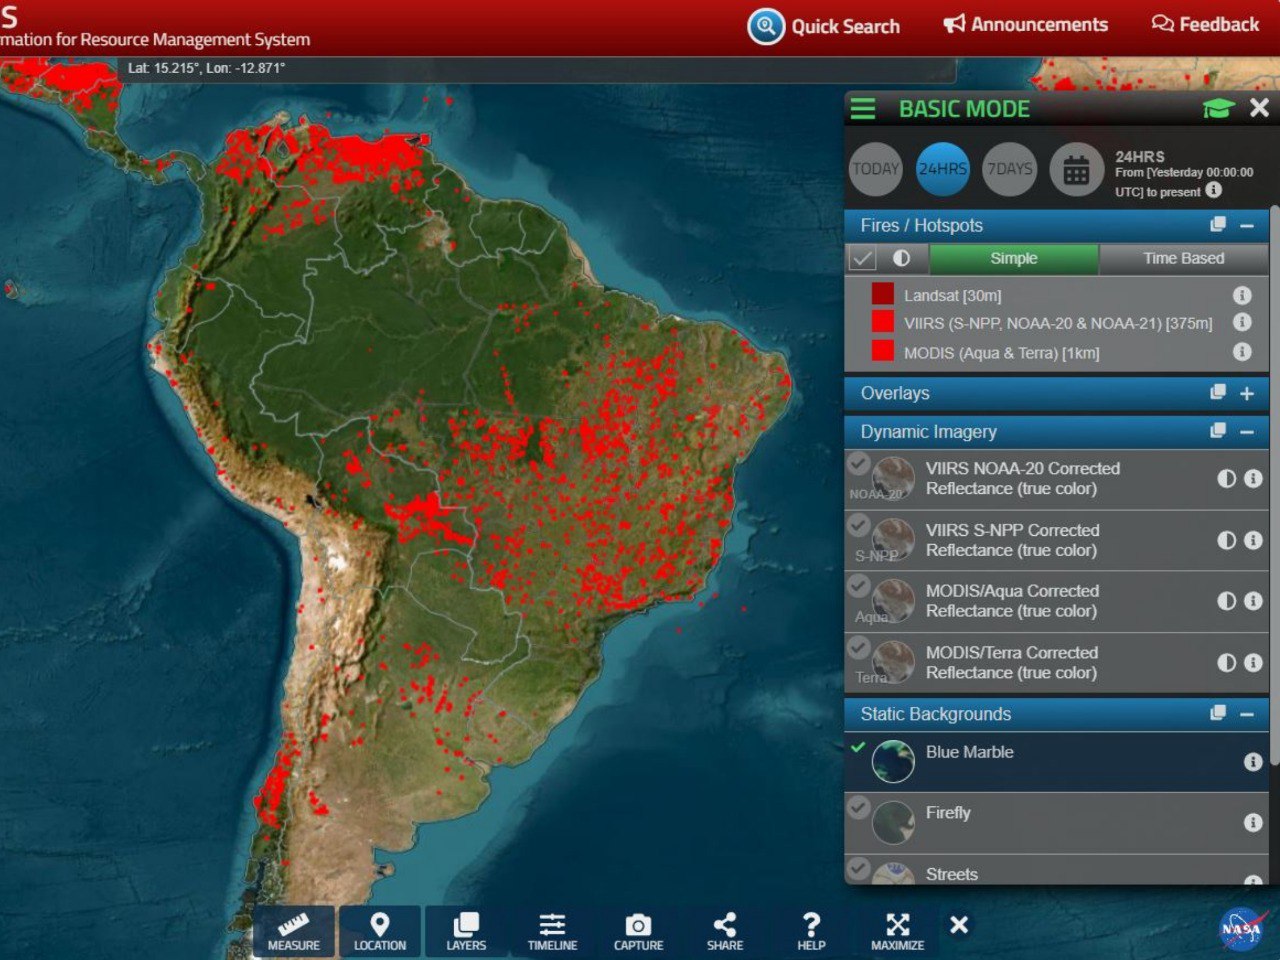 S
mation for Resource Management System
Quick Search
Announcements
Feedback
Lat: 15.215°, Lon: -12.871°
BASIC MODE
TODAY
24HRS
7DAYS
24HRS
From [Yesterday 00:00:00
UTC] to present
Fires / Hotspots
Simple
Time Based
Landsat [30m]
VIIRS (S-NPP, NOAA-20 & NOAA-21) [375m]
MODIS (Aqua & Terra) [1km]
Overlays
Dynamic Imagery
NOAA-20
VIIRS NOAA-20 Corrected
Reflectance (true color)
S-NPP
VIIRS S-NPP Corrected
Reflectance (true color)
Aqua
MODIS/Aqua Corrected
Reflectance (true color)
Terra
MODIS/Terra Corrected
Reflectance (true color)
Static Backgrounds
Blue Marble
Firefly
Streets
MEASURE
LOCATION
LAYERS
TIMELINE
CAPTURE
SHARE
HELP
MAXIMIZE
NASA